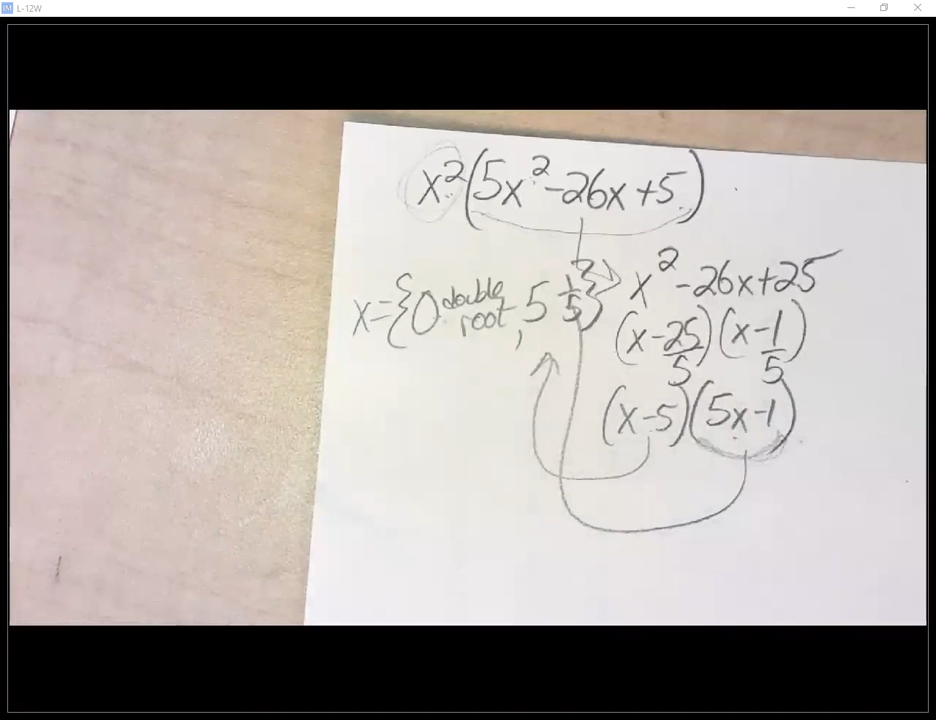 L-12W
x²(5x²-26x+5)
x={0 double root, 5 1/5}
x²-26x+25
(x-25/5)(x-1/5)
(x-5)(5x-1)